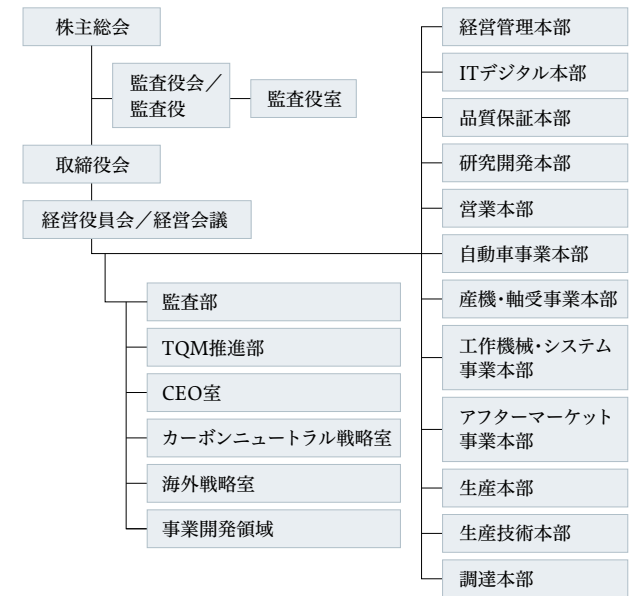 株主総会
監査役会／
監査役
監査役室
取締役会
経営役員会／経営会議
監査部
TQM推進部
CEO室
カーボンニュートラル戦略室
海外戦略室
事業開発領域
経営管理本部
ITデジタル本部
品質保証本部
研究開発本部
営業本部
自動車事業本部
産機・軸受事業本部
工作機械・システム
事業本部
アフターマーケット
事業本部
生産本部
生産技術本部
調達本部